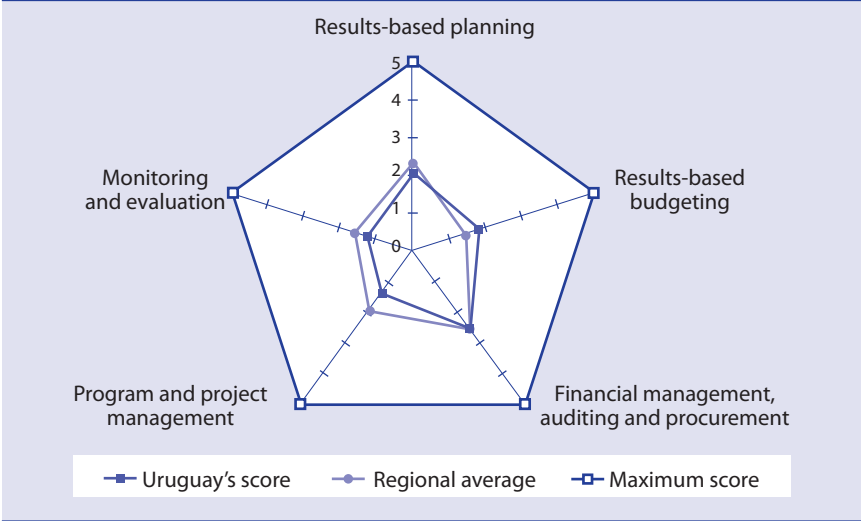 Results-based planning
5
4
3
2
1
0
Monitoring
and evaluation
Results-based
budgeting
Program and project
management
Financial management,
auditing and procurement
Uruguay's score
Regional average
Maximum score